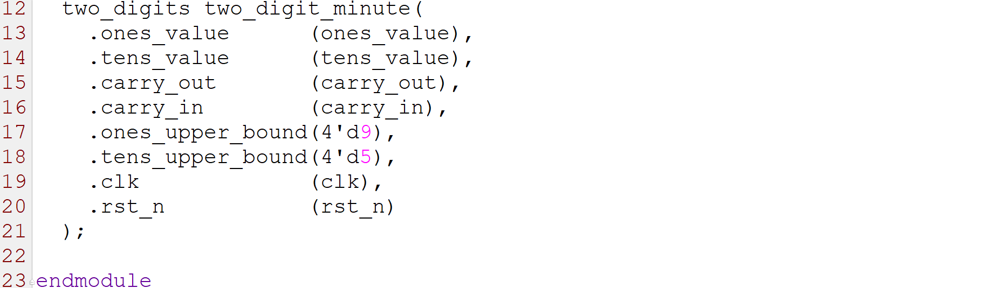 12 two_digits two_digit_minute(
13 .ones_value (ones_value),
14 .tens_value (tens_value),
15 .carry_out (carry_out),
16 .carry_in (carry_in),
17 .ones_upper_bound(4'd9),
18 .tens_upper_bound(4'd5),
19 .clk (clk),
20 .rst_n (rst_n)
21 );
22
23 endmodule